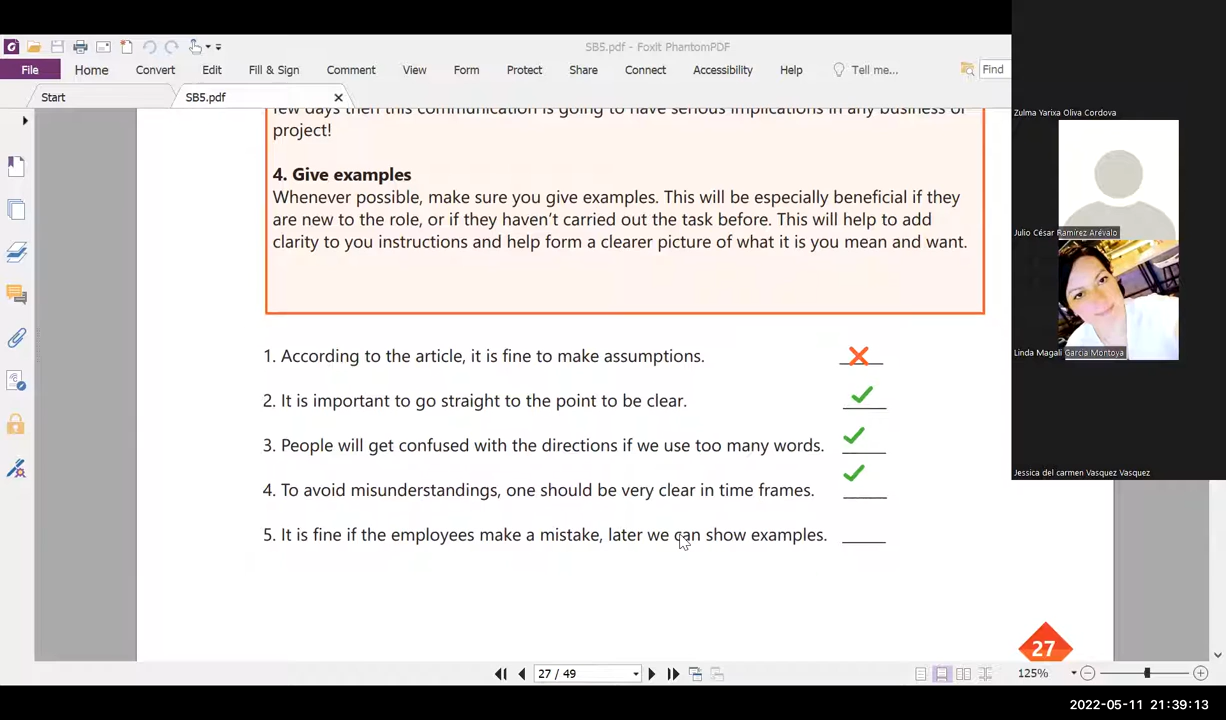 SB5.pdf - Foxit PhantomPDF
File Home Convert Edit Fill & Sign Comment View Form Protect Share Connect Accessibility Help Tell me... Find
Start SB5.pdf
few days then this communication is going to have serious implications in any business or
project!
4. Give examples
Whenever possible, make sure you give examples. This will be especially beneficial if they
are new to the role, or if they haven't carried out the task before. This will help to add
clarity to you instructions and help form a clearer picture of what it is you mean and want.
1. According to the article, it is fine to make assumptions.
2. It is important to go straight to the point to be clear.
3. People will get confused with the directions if we use too many words.
4. To avoid misunderstandings, one should be very clear in time frames.
5. It is fine if the employees make a mistake, later we can show examples.
27
27 / 49
125%
Zulma Yarixa Oliva Cordova
Julio César Ramírez Arévalo
Linda Magali Garcia Montoya
Jessica del carmen Vasquez Vasquez
2022-05-11 21:39:13